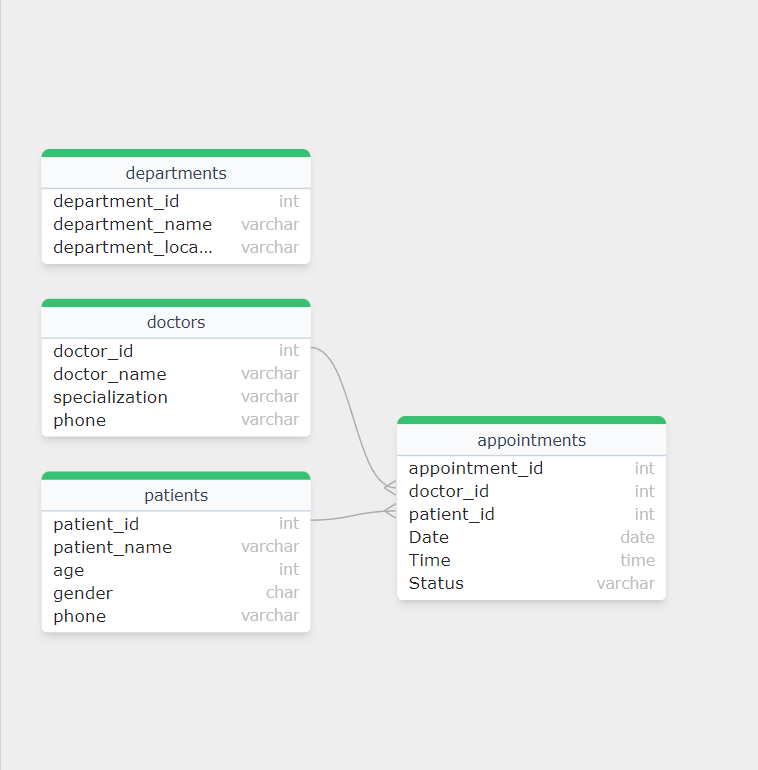 departments
department_id int
department_name varchar
department_loca... varchar
doctors
doctor_id int
doctor_name varchar
specialization varchar
phone varchar
patients
patient_id int
patient_name varchar
age int
gender char
phone varchar
appointments
appointment_id int
doctor_id int
patient_id int
Date date
Time time
Status varchar